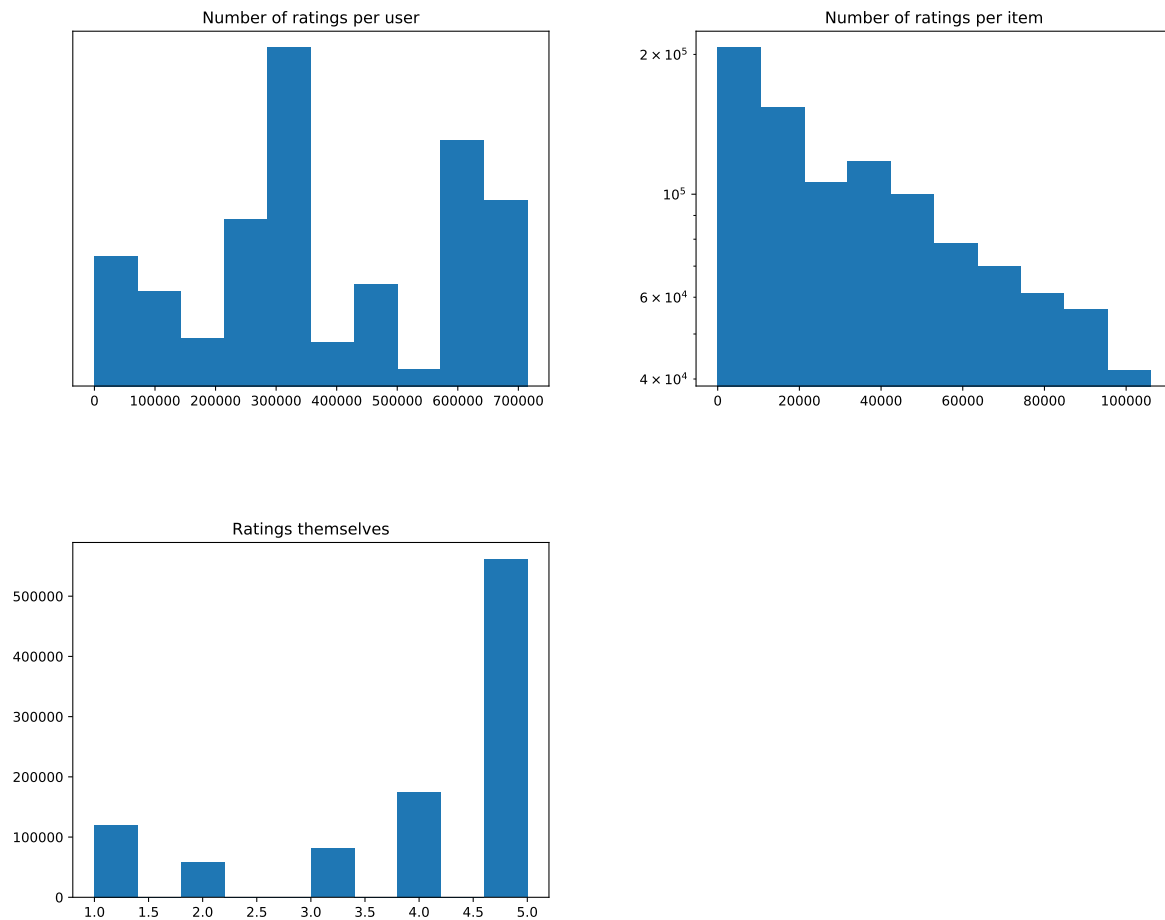 Number of ratings per user
0 100000 200000 300000 400000 500000 600000 700000
Number of ratings per item
2 × 10⁵
10⁵
6 × 10⁴
4 × 10⁴
0 20000 40000 60000 80000 100000
Ratings themselves
500000
400000
300000
200000
100000
0
1.0 1.5 2.0 2.5 3.0 3.5 4.0 4.5 5.0